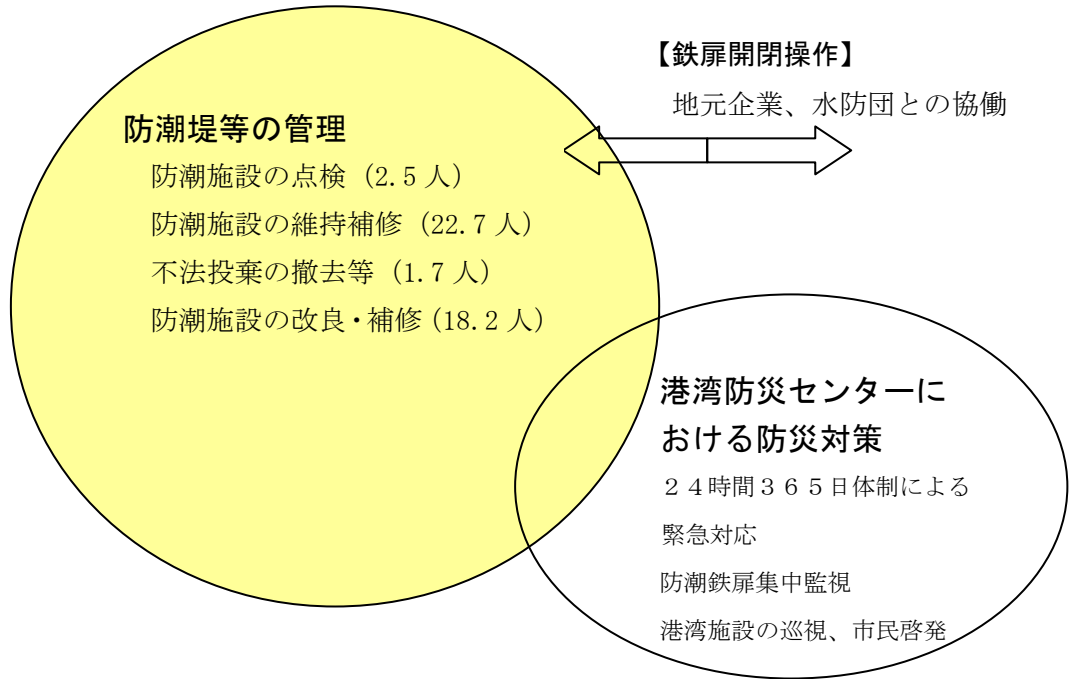 【鉄扉開閉操作】
地元企業、水防団との協働
防潮堤等の管理
防潮施設の点検（2.5 人）
防潮施設の維持補修（22.7 人）
不法投棄の撤去等（1.7 人）
防潮施設の改良・補修（18.2 人）
港湾防災センターに
おける防災対策
２４時間３６５日体制による
緊急対応
防潮鉄扉集中監視
港湾施設の巡視、市民啓発